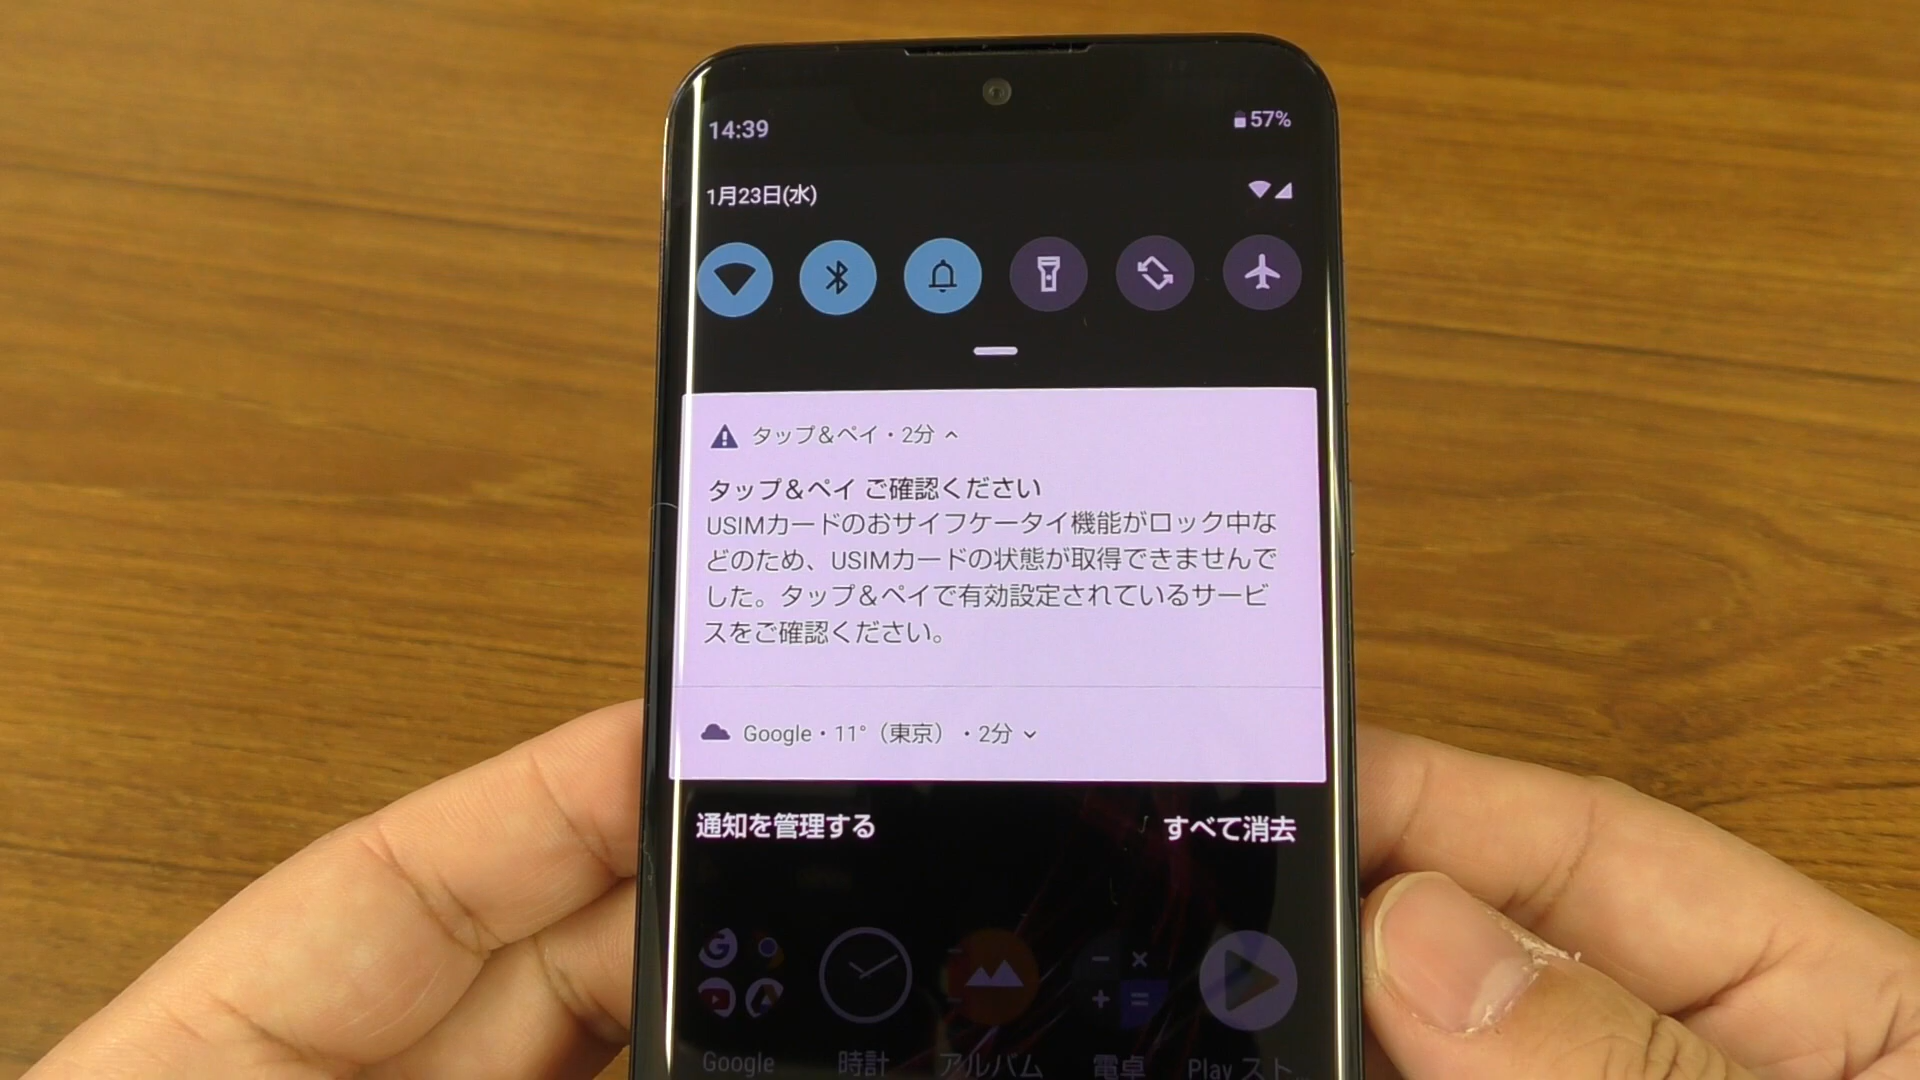 14:39
57%
1月23日(水)
タップ＆ペイ・2分
タップ＆ペイ ご確認ください
USIMカードのおサイフケータイ機能がロック中な
どのため、USIMカードの状態が取得できませんで
した。タップ＆ペイで有効設定されているサービ
スをご確認ください。
Google・11°（東京）・2分
通知を管理する
すべて消去
Google
時計
アルバム
電卓
Play スト...